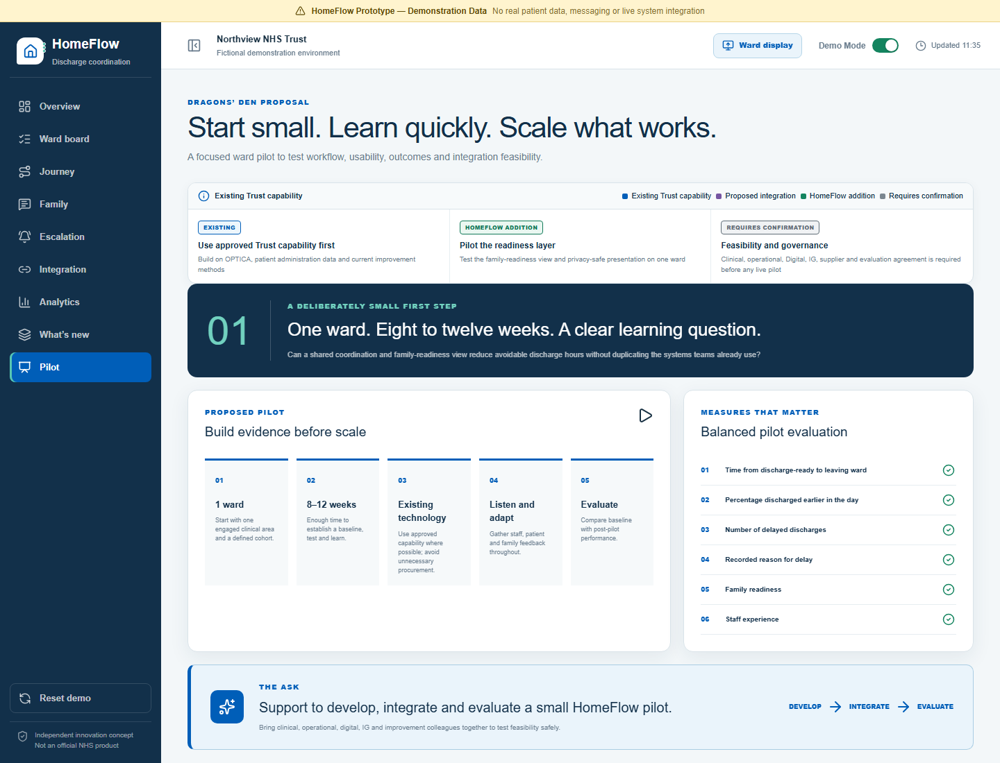 HomeFlow Prototype — Demonstration Data No real patient data, messaging or live system integration
HomeFlow
Discharge coordination
Overview
Ward board
Journey
Family
Escalation
Integration
Analytics
What's new
Pilot
Reset demo
Independent innovation concept
Not an official NHS product
Northview NHS Trust
Fictional demonstration environment
Ward display
Demo Mode
Updated 11:35
DRAGONS' DEN PROPOSAL
Start small. Learn quickly. Scale what works.
A focused ward pilot to test workflow, usability, outcomes and integration feasibility.
Existing Trust capability
Existing Trust capability Proposed integration HomeFlow addition Requires confirmation
EXISTING
Use approved Trust capability first
Build on OPTICA, patient administration data and current improvement
methods
HOMEFLOW ADDITION
Pilot the readiness layer
Test the family-readiness view and privacy-safe presentation on one ward
REQUIRES CONFIRMATION
Feasibility and governance
Clinical, operational, Digital, IG, supplier and evaluation agreement is required
before any live pilot
01
A DELIBERATELY SMALL FIRST STEP
One ward. Eight to twelve weeks. A clear learning question.
Can a shared coordination and family-readiness view reduce avoidable discharge hours without duplicating the systems teams already use?
PROPOSED PILOT
Build evidence before scale
01
1 ward
Start with one
engaged clinical area
and a defined cohort.
02
8–12 weeks
Enough time to
establish a baseline,
test and learn.
03
Existing
technology
Use approved
capability where
possible; avoid
unnecessary
procurement.
04
Listen and
adapt
Gather staff, patient
and family feedback
throughout.
05
Evaluate
Compare baseline
with post-pilot
performance.
MEASURES THAT MATTER
Balanced pilot evaluation
01 Time from discharge-ready to leaving ward
02 Percentage discharged earlier in the day
03 Number of delayed discharges
04 Recorded reason for delay
05 Family readiness
06 Staff experience
THE ASK
Support to develop, integrate and evaluate a small HomeFlow pilot.
Bring clinical, operational, digital, IG and improvement colleagues together to test feasibility safely.
DEVELOP
INTEGRATE
EVALUATE